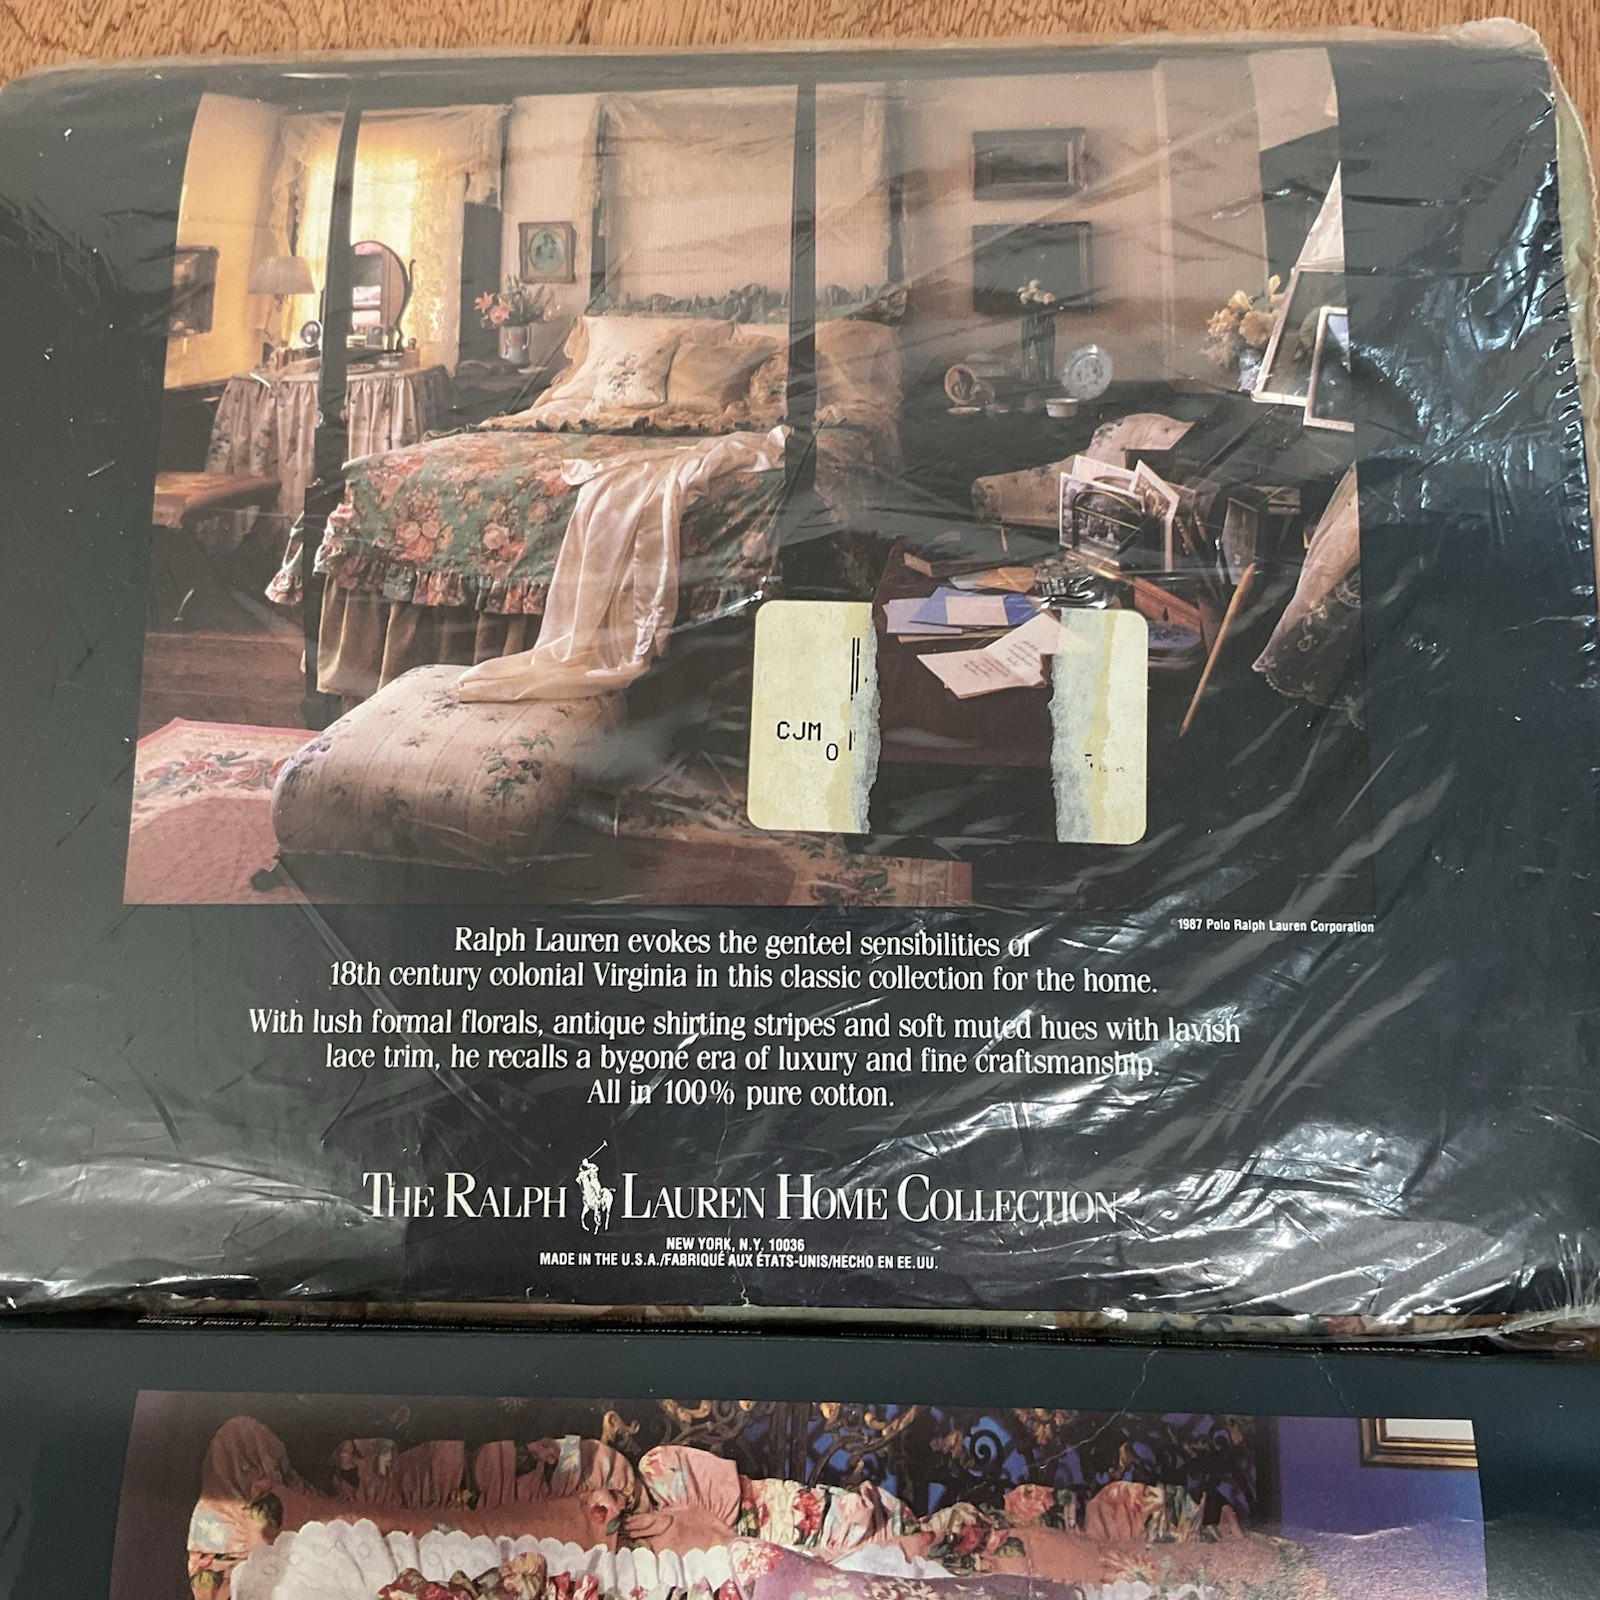 CJM
0
©1987 Polo Ralph Lauren Corporation
Ralph Lauren evokes the genteel sensibilities of
18th century colonial Virginia in this classic collection for the home.
With lush formal florals, antique shirting stripes and soft muted hues with lavish
lace trim, he recalls a bygone era of luxury and fine craftsmanship.
All in 100% pure cotton.
THE RALPH LAUREN HOME COLLECTION
NEW YORK, N.Y. 10036
MADE IN THE U.S.A./FABRIQUÉ AUX ÉTATS-UNIS/HECHO EN EE.UU.